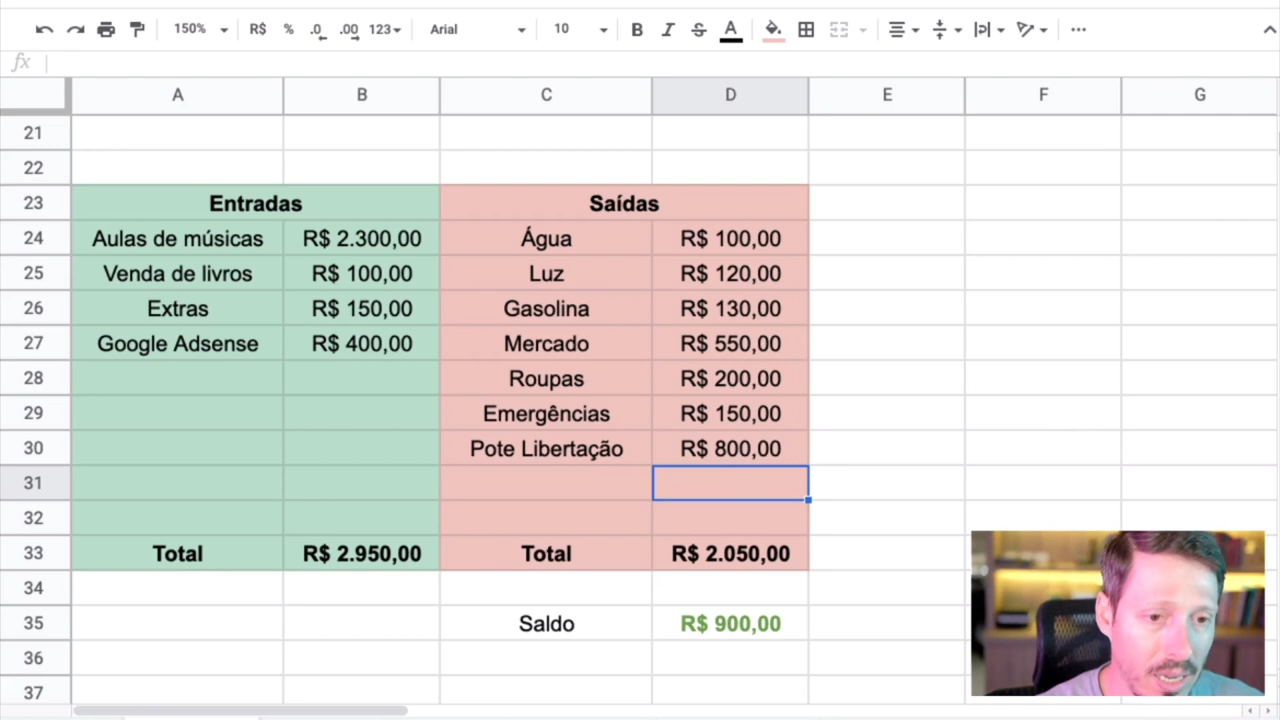 150% R$ % .0 .00 123 Arial 10 B I S A
fx
A B C D E F G
21
22
23 Entradas Saídas
24 Aulas de músicas R$ 2.300,00 Água R$ 100,00
25 Venda de livros R$ 100,00 Luz R$ 120,00
26 Extras R$ 150,00 Gasolina R$ 130,00
27 Google Adsense R$ 400,00 Mercado R$ 550,00
28 Roupas R$ 200,00
29 Emergências R$ 150,00
30 Pote Libertação R$ 800,00
31
32
33 Total R$ 2.950,00 Total R$ 2.050,00
34
35 Saldo R$ 900,00
36
37